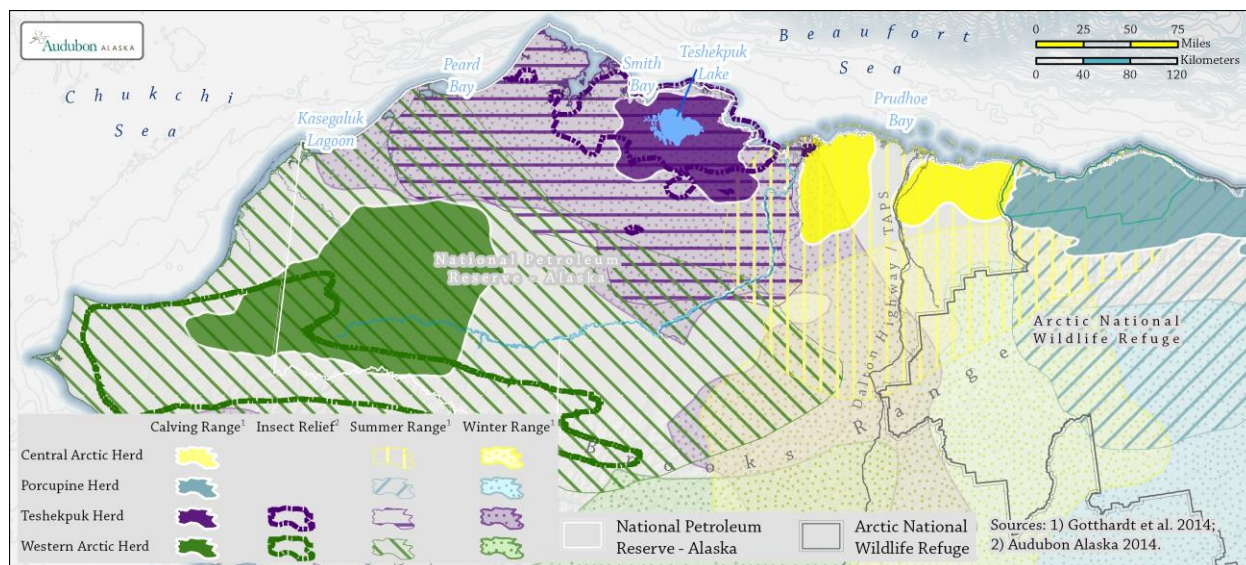 Audubon ALASKA
Chukchi
Sea
Kasegaluk
Lagoon
Peard
Bay
Smith
Bay
Teshekpuk
Lake
Beaufort
Sea
Prudhoe
Bay
0 25 50 75
Miles
Kilometers
0 40 80 120
National Petroleum
Reserve - Alaska
Dalton Highway / TAPS
Arctic National
Wildlife Refuge
Brooks Range
Calving Range¹ Insect Relief² Summer Range¹ Winter Range¹
Central Arctic Herd
Porcupine Herd
Teshekpuk Herd
Western Arctic Herd
National Petroleum
Reserve - Alaska
Arctic National
Wildlife Refuge
Sources: 1) Gotthardt et al. 2014;
2) Audubon Alaska 2014.